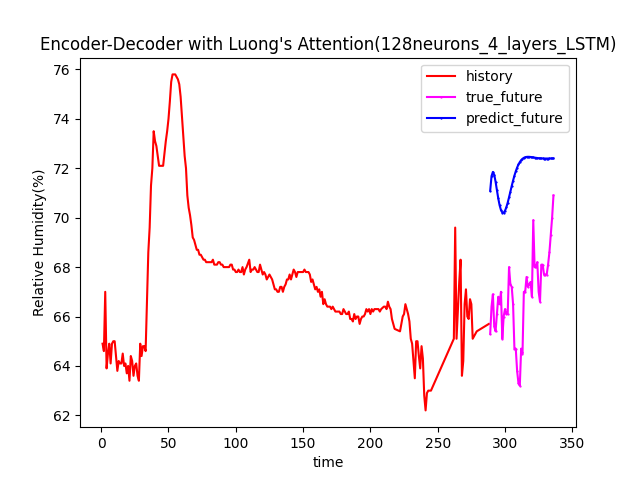 Encoder-Decoder with Luong's Attention(128neurons_4_layers_LSTM)
history
true_future
predict_future
Relative Humidity(%)
76
74
72
70
68
66
64
62
0 50 100 150 200 250 300 350
time